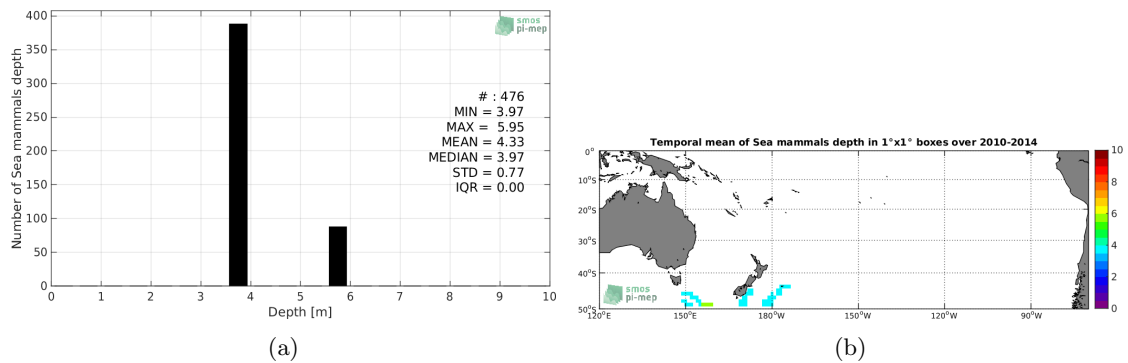 400
350
300
250
200
150
100
50
0
Number of Sea mammals depth
smos
pi-mep
# : 476
MIN = 3.97
MAX = 5.95
MEAN = 4.33
MEDIAN = 3.97
STD = 0.77
IQR = 0.00
0 1 2 3 4 5 6 7 8 9 10
Depth [m]
(a)
Temporal mean of Sea mammals depth in 1°x1° boxes over 2010-2014
0°
10°S
20°S
30°S
40°S
50°S
smos
pi-mep
120°E 150°E 180°W 150°W 120°W 90°W
10
8
6
4
2
0
(b)